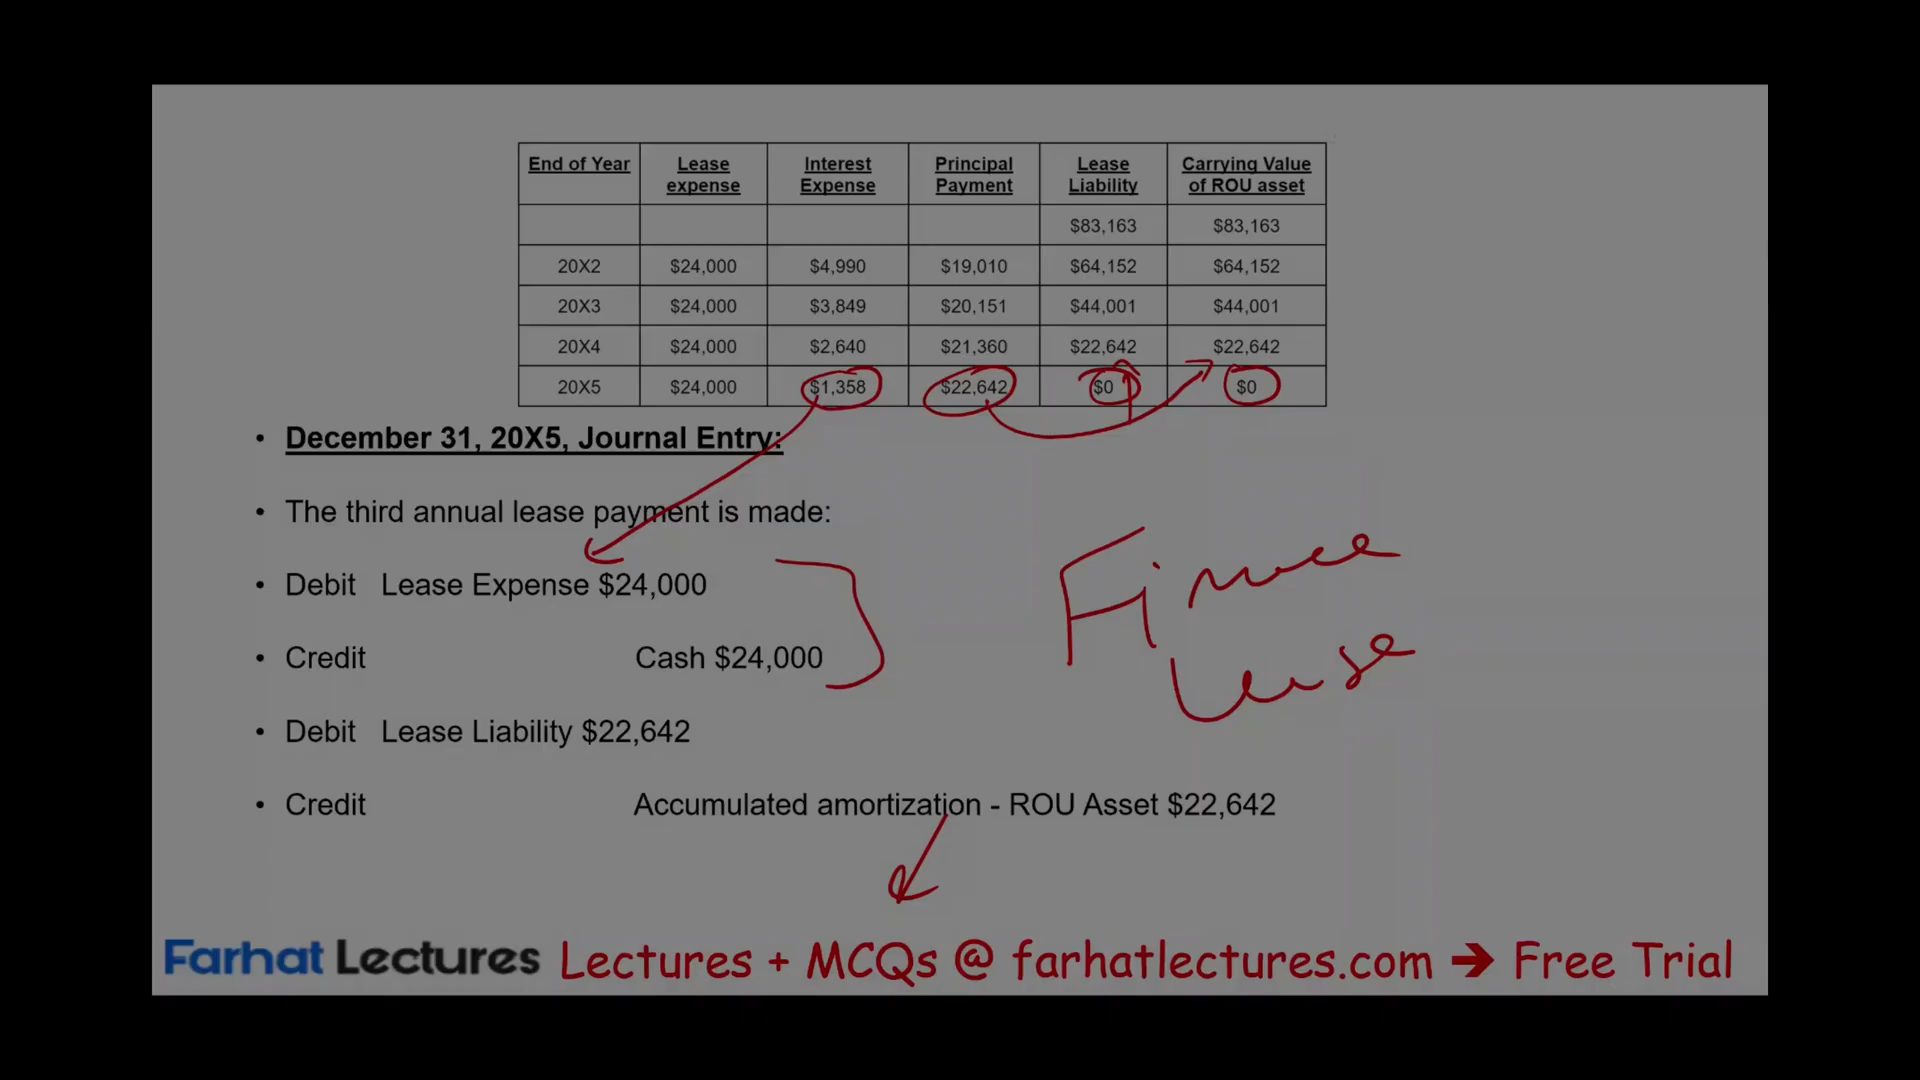 End of Year Lease expense Interest Expense Principal Payment Lease Liability Carrying Value of ROU asset
$83,163 $83,163
20X2 $24,000 $4,990 $19,010 $64,152 $64,152
20X3 $24,000 $3,849 $20,151 $44,001 $44,001
20X4 $24,000 $2,640 $21,360 $22,642 $22,642
20X5 $24,000 $1,358 $22,642 $0 $0
• December 31, 20X5, Journal Entry:
• The third annual lease payment is made:
• Debit Lease Expense $24,000
• Credit Cash $24,000
• Debit Lease Liability $22,642
• Credit Accumulated amortization - ROU Asset $22,642
Finance
Lease
Farhat Lectures Lectures + MCQs @ farhatlectures.com ➔ Free Trial